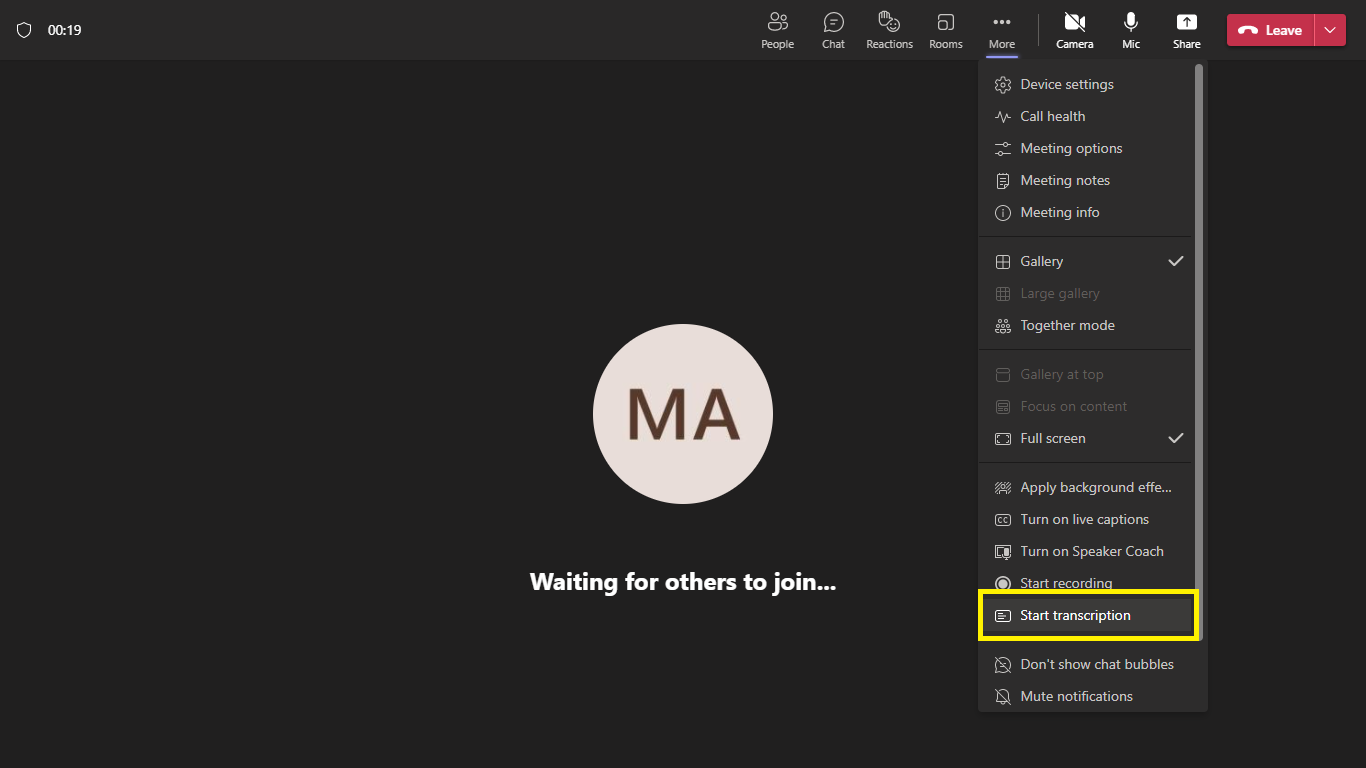 00:19
People
Chat
Reactions
Rooms
More
Camera
Mic
Share
Leave
Device settings
Call health
Meeting options
Meeting notes
Meeting info
Gallery
Large gallery
Together mode
Gallery at top
Focus on content
Full screen
Apply background effe...
CC Turn on live captions
Turn on Speaker Coach
Start recording
Start transcription
Don't show chat bubbles
Mute notifications
MA
Waiting for others to join...